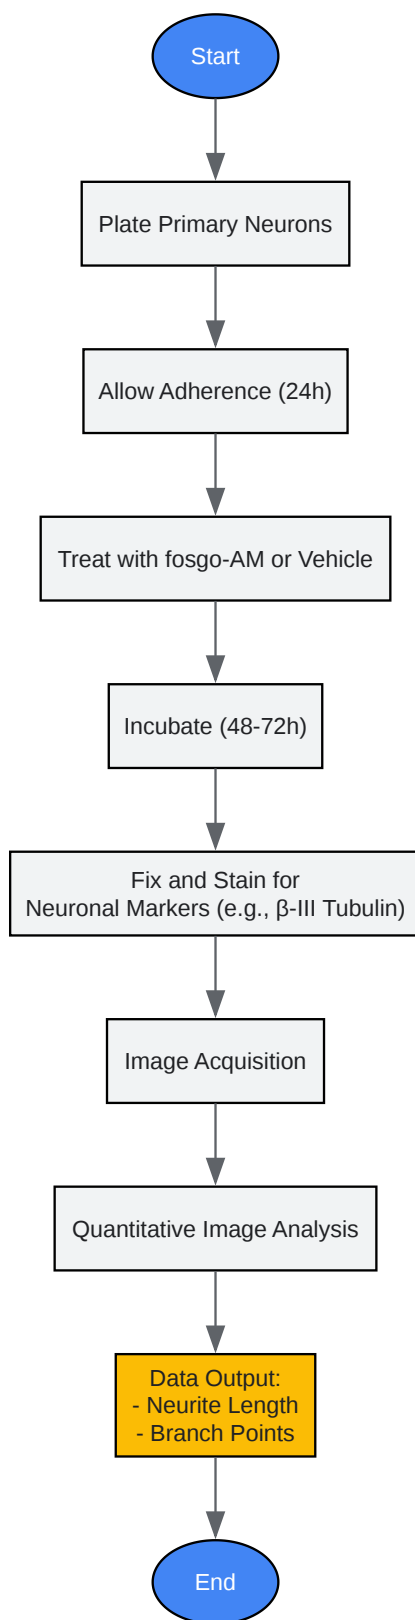 Start
Plate Primary Neurons
Allow Adherence (24h)
Treat with fosgo-AM or Vehicle
Incubate (48-72h)
Fix and Stain for
Neuronal Markers (e.g., β-III Tubulin)
Image Acquisition
Quantitative Image Analysis
Data Output:
- Neurite Length
- Branch Points
End